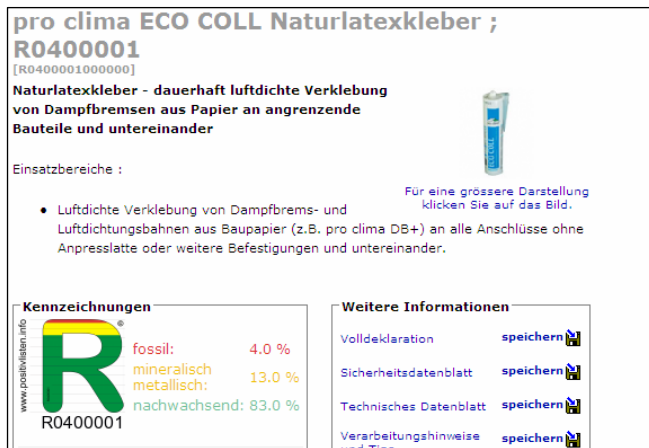 pro clima ECO COLL Naturlatexkleber ;
R0400001
[R0400001000000]
Naturlatexkleber - dauerhaft luftdichte Verklebung
von Dampfbremsen aus Papier an angrenzende
Bauteile und untereinander
ECO COLL
Einsatzbereiche :
Für eine grössere Darstellung
klicken Sie auf das Bild.
• Luftdichte Verklebung von Dampfbrems- und
Luftdichtungsbahnen aus Baupapier (z.B. pro clima DB+) an alle Anschlüsse ohne
Anpresslatte oder weitere Befestigungen und untereinander.
Kennzeichnungen
www.positivlisten.info
R
®
R0400001
fossil: 4.0 %
mineralisch
metallisch: 13.0 %
nachwachsend: 83.0 %
Weitere Informationen
Volldeklaration speichern
Sicherheitsdatenblatt speichern
Technisches Datenblatt speichern
Verarbeitungshinweise speichern
und Tipp